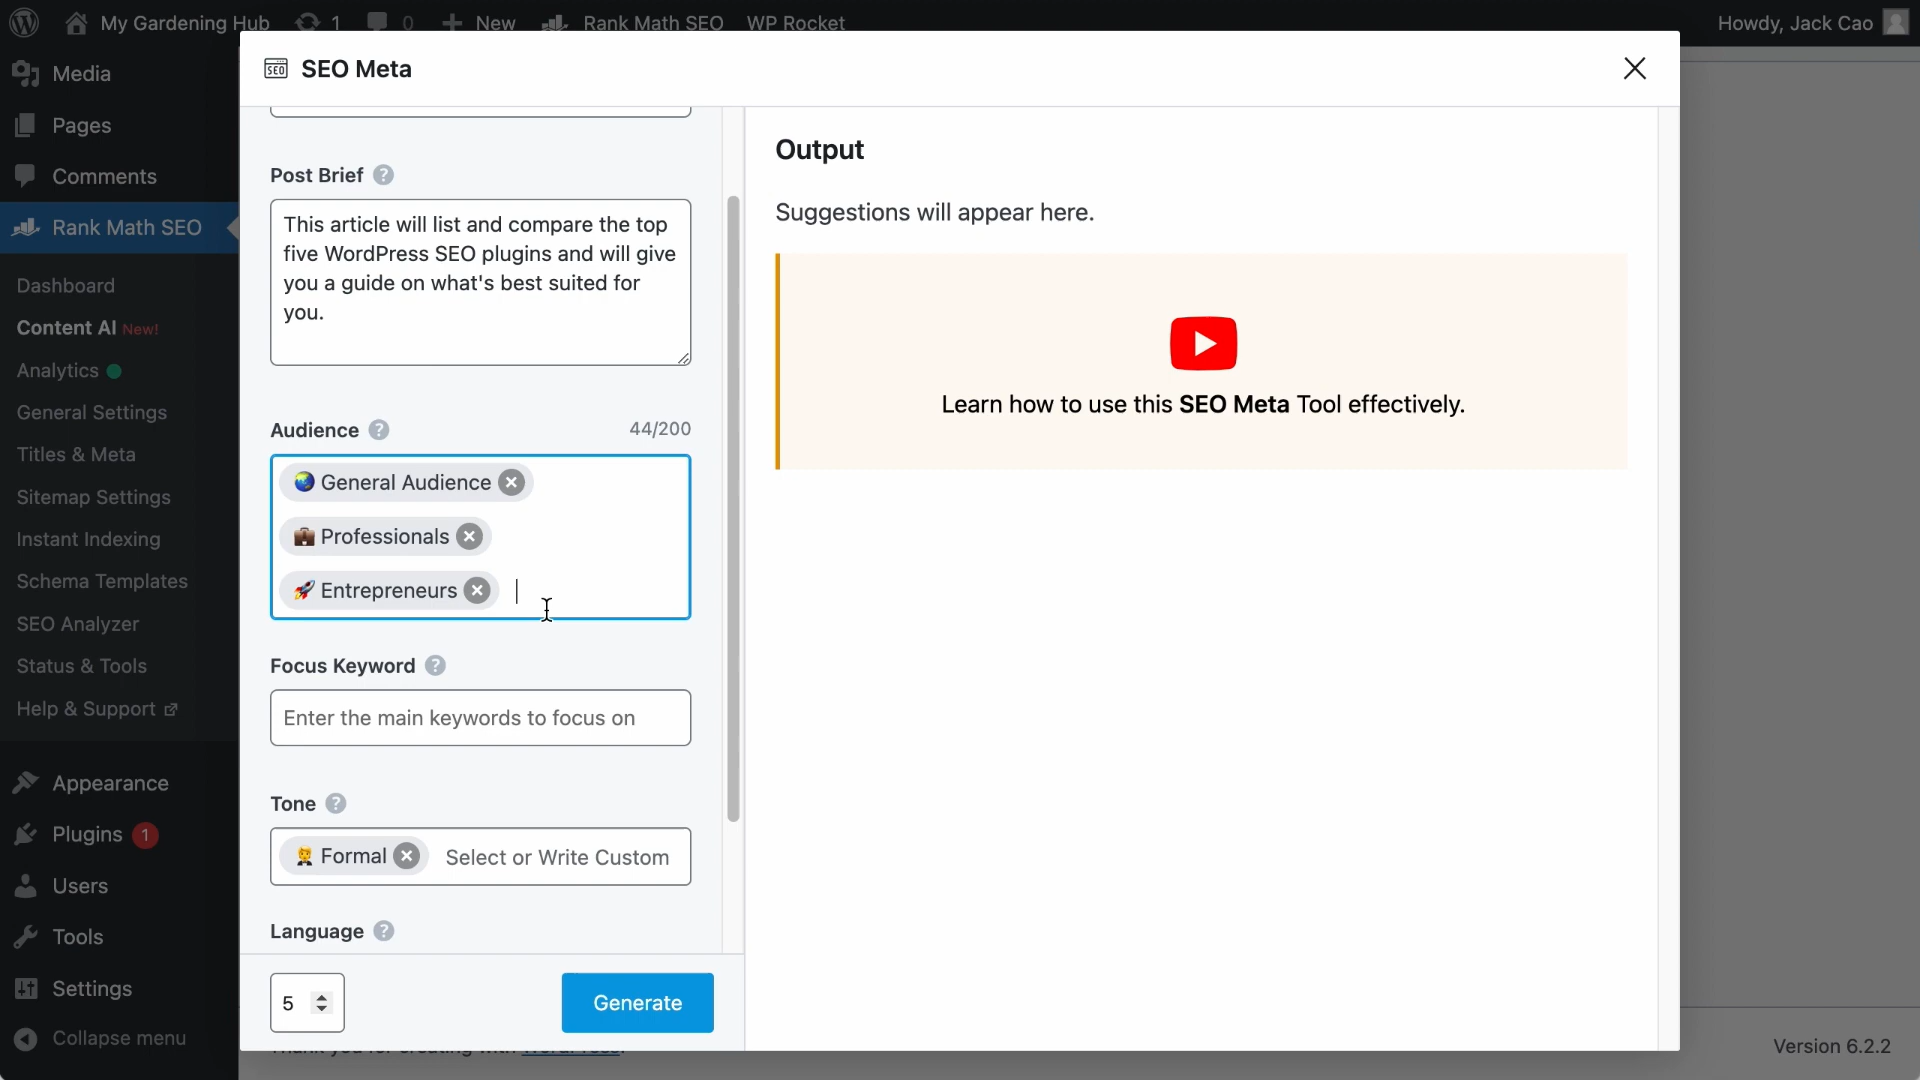 My Gardening Hub 1 0 New Rank Math SEO WP Rocket Howdy, Jack Cao
Media
Pages
Comments
Rank Math SEO
Dashboard
Content AI New!
Analytics
General Settings
Titles & Meta
Sitemap Settings
Instant Indexing
Schema Templates
SEO Analyzer
Status & Tools
Help & Support
Appearance
Plugins 1
Users
Tools
Settings
Collapse menu
SEO SEO Meta
Post Brief ?
This article will list and compare the top
five WordPress SEO plugins and will give
you a guide on what's best suited for
you.
Audience ? 44/200
General Audience
Professionals
Entrepreneurs
Focus Keyword ?
Enter the main keywords to focus on
Tone ?
Formal Select or Write Custom
Language ?
5 Generate
Output
Suggestions will appear here.
Learn how to use this SEO Meta Tool effectively.
Version 6.2.2